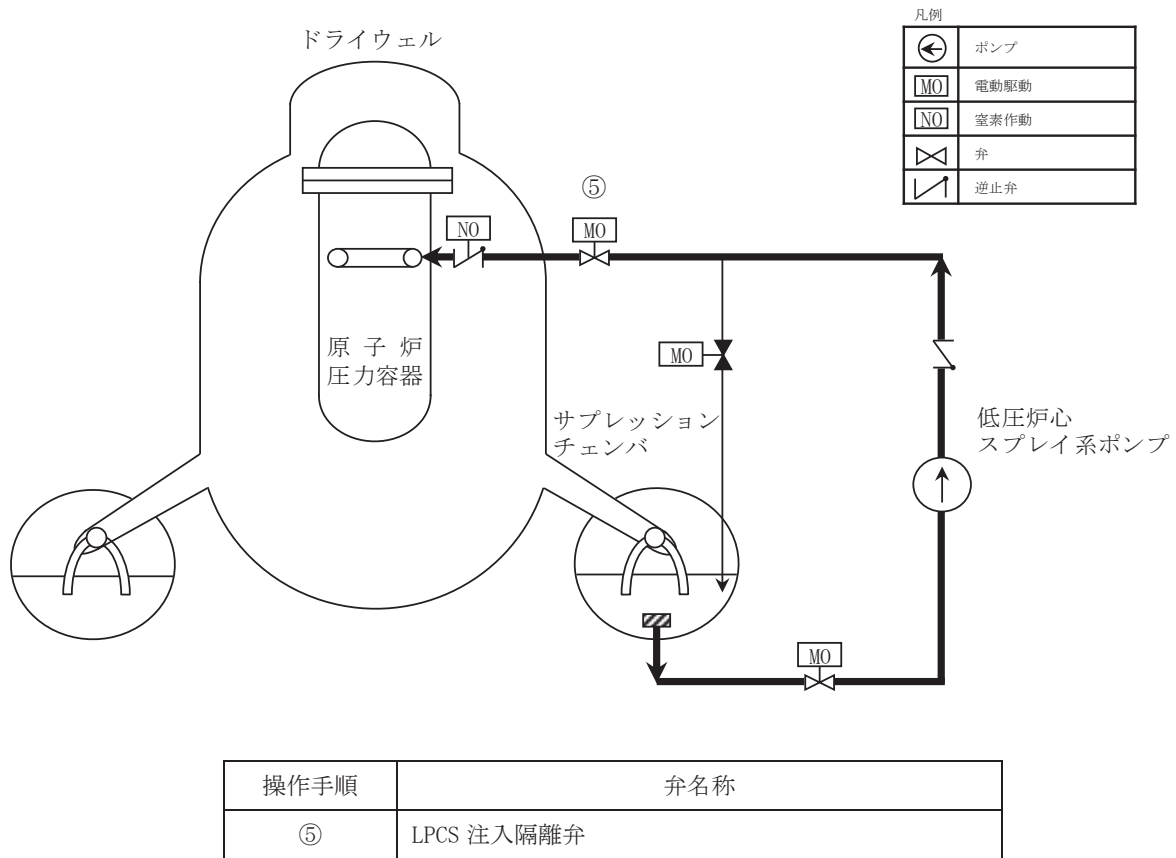 凡例
ポンプ
MO 電動駆動
NO 窒素作動
弁
逆止弁
ドライウェル
⑤
NO
MO
原子炉
圧力容器
MO
サプレッション
チェンバ
低圧炉心
スプレイ系ポンプ
MO
操作手順 弁名称
⑤ LPCS 注入隔離弁